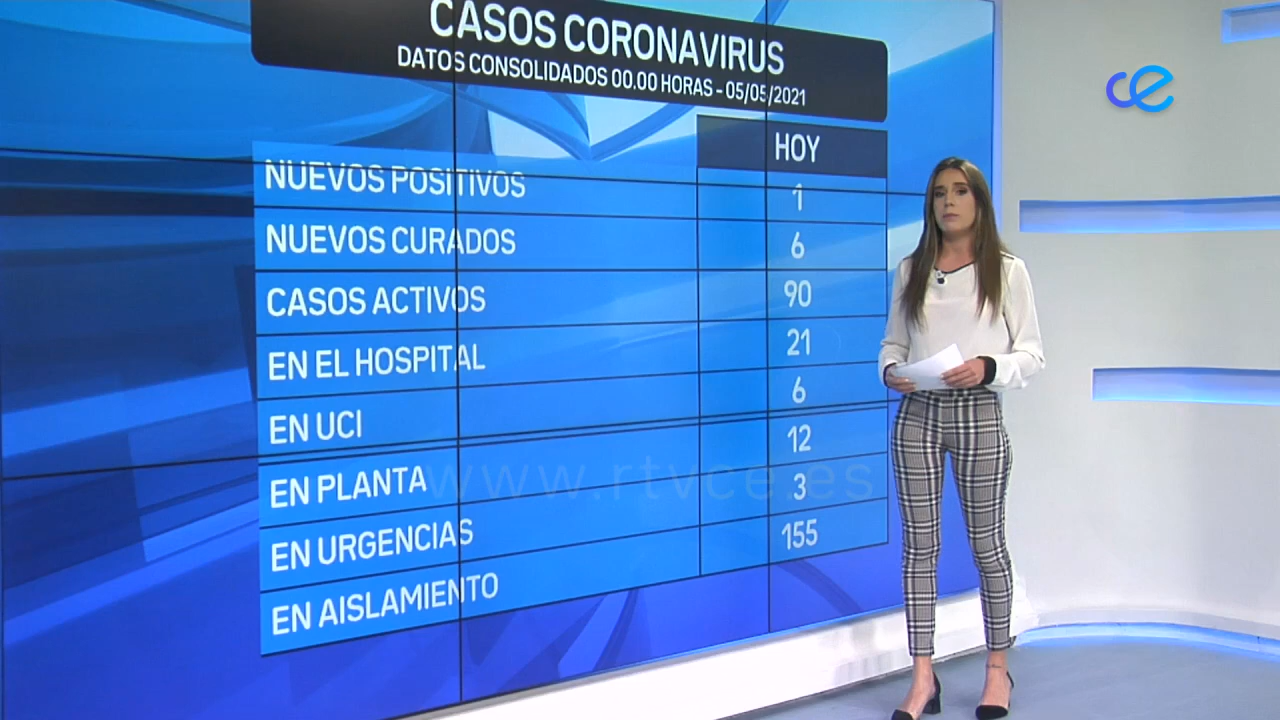 CASOS CORONAVIRUS
DATOS CONSOLIDADOS 00.00 HORAS - 05/05/2021
HOY
NUEVOS POSITIVOS 1
NUEVOS CURADOS 6
CASOS ACTIVOS 90
EN EL HOSPITAL 21
EN UCI 6
EN PLANTA 12
EN URGENCIAS 3
EN AISLAMIENTO 155
www.rtvce.es
ce